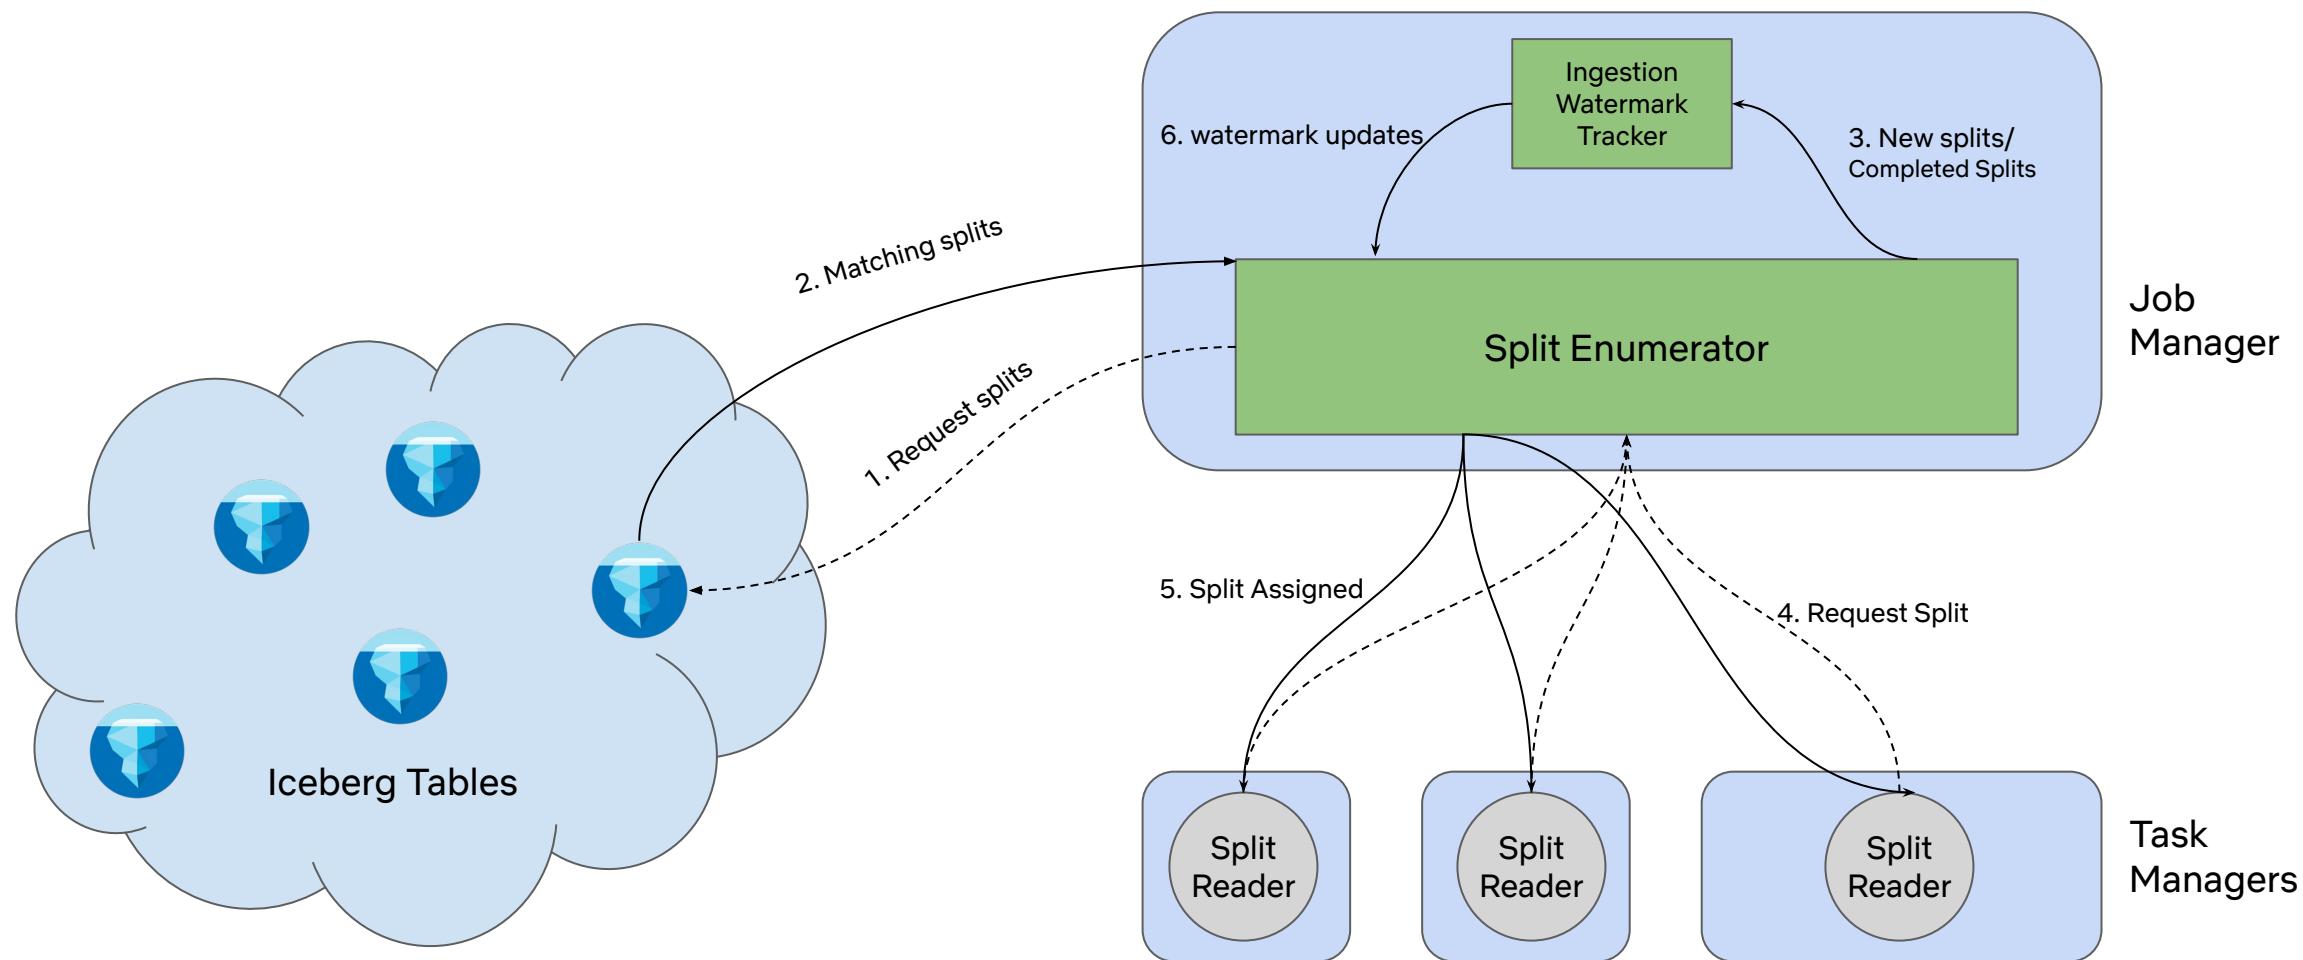 Ingestion
Watermark
Tracker
6. watermark updates
3. New splits/
Completed Splits
2. Matching splits
Job
Manager
Split Enumerator
1. Request splits
5. Split Assigned
4. Request Split
Iceberg Tables
Split
Reader
Split
Reader
Split
Reader
Task
Managers